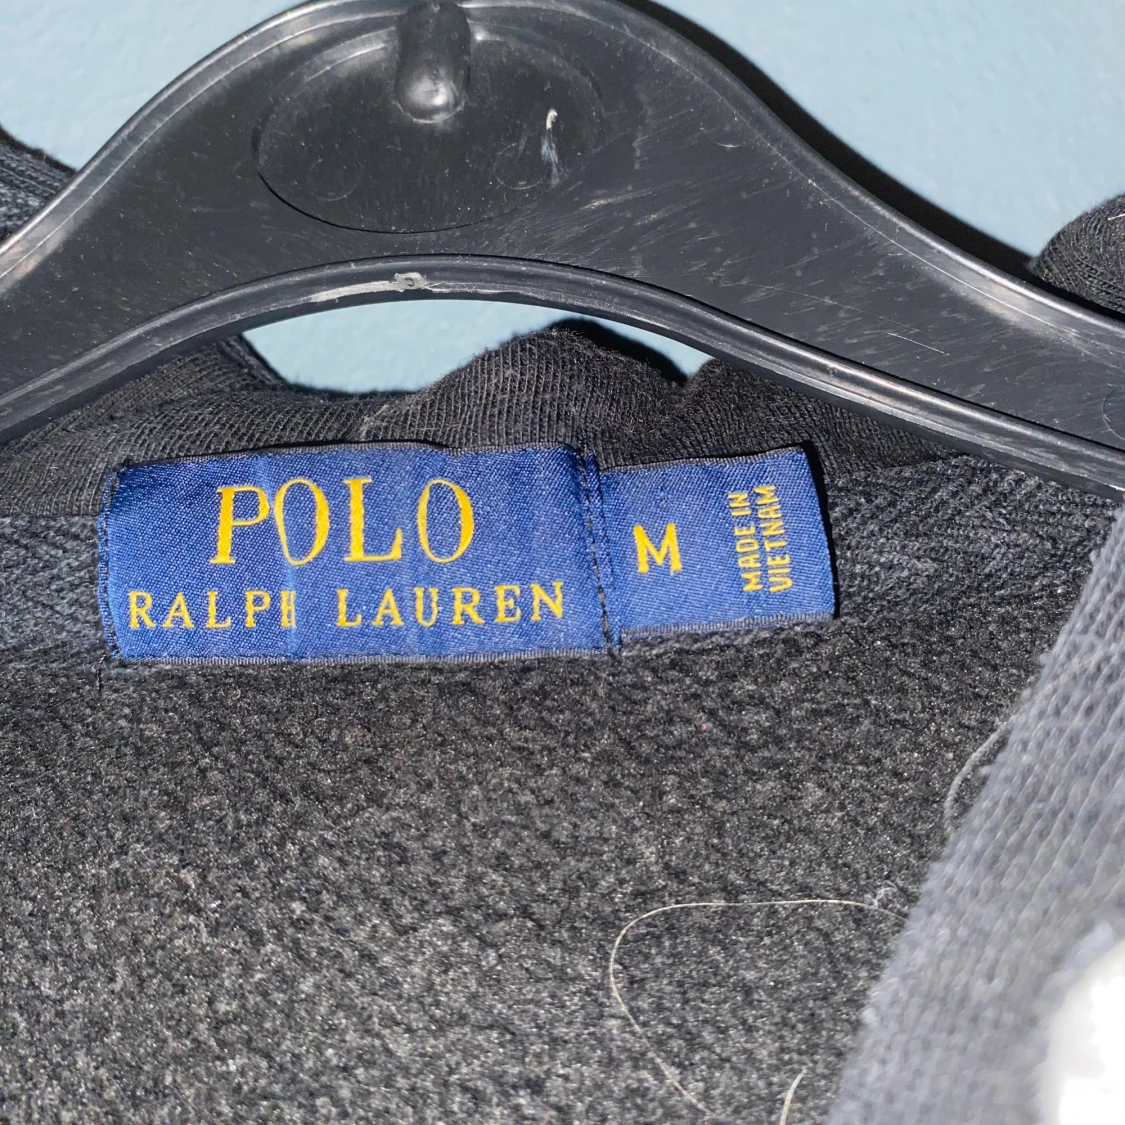 POLO
RALPH LAUREN
M
MADE IN
VIETNAM